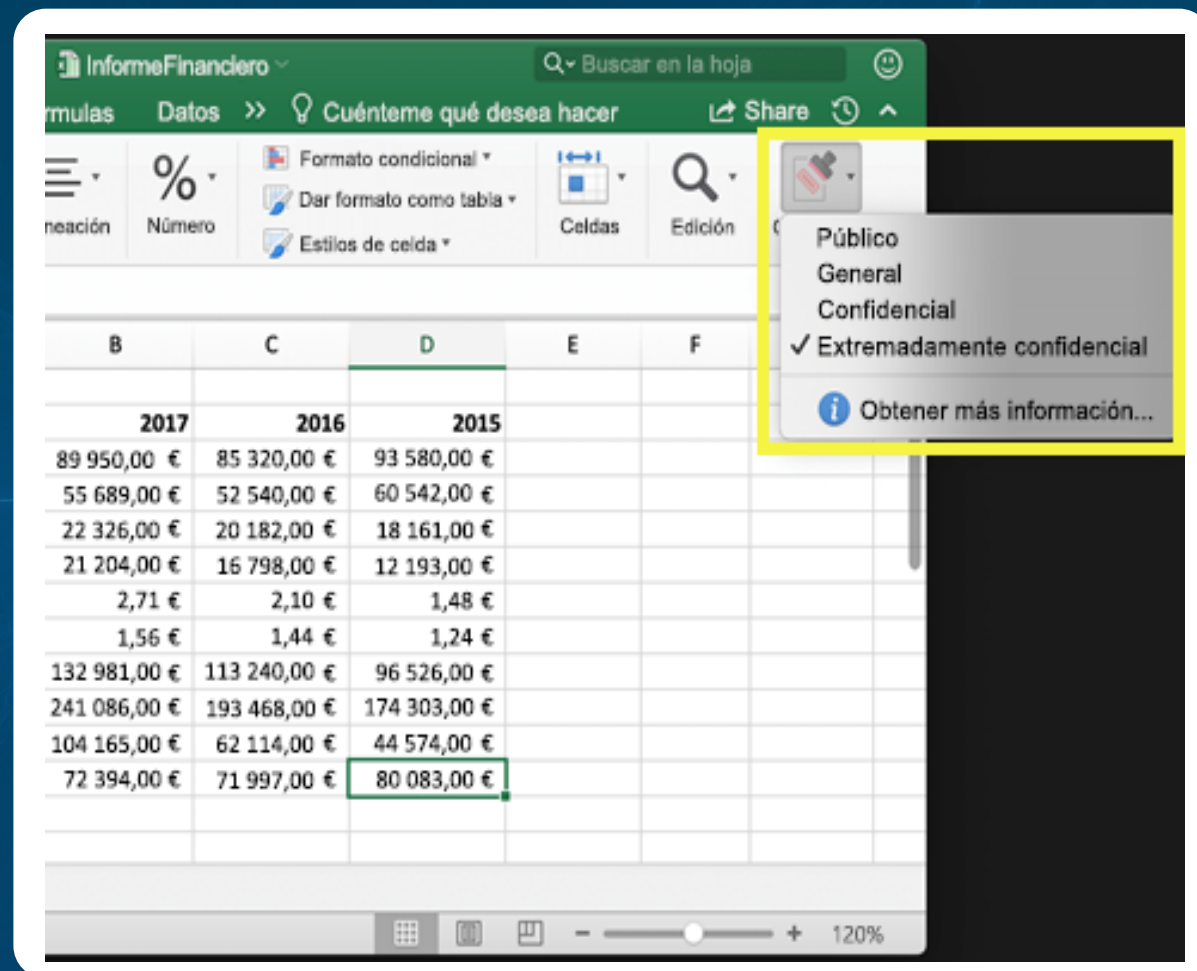 InformeFinanciero
Buscar en la hoja
rmulas Datos >> Cuénteme qué desea hacer Share
neación
%
Número
Formato condicional
Dar formato como tabla
Estilos de celda
Celdas
Edición
Público
General
Confidencial
✓ Extremadamente confidencial
Obtener más información...
B C D E F
2017 2016 2015
89 950,00 € 85 320,00 € 93 580,00 €
55 689,00 € 52 540,00 € 60 542,00 €
22 326,00 € 20 182,00 € 18 161,00 €
21 204,00 € 16 798,00 € 12 193,00 €
2,71 € 2,10 € 1,48 €
1,56 € 1,44 € 1,24 €
132 981,00 € 113 240,00 € 96 526,00 €
241 086,00 € 193 468,00 € 174 303,00 €
104 165,00 € 62 114,00 € 44 574,00 €
72 394,00 € 71 997,00 € 80 083,00 €
120%